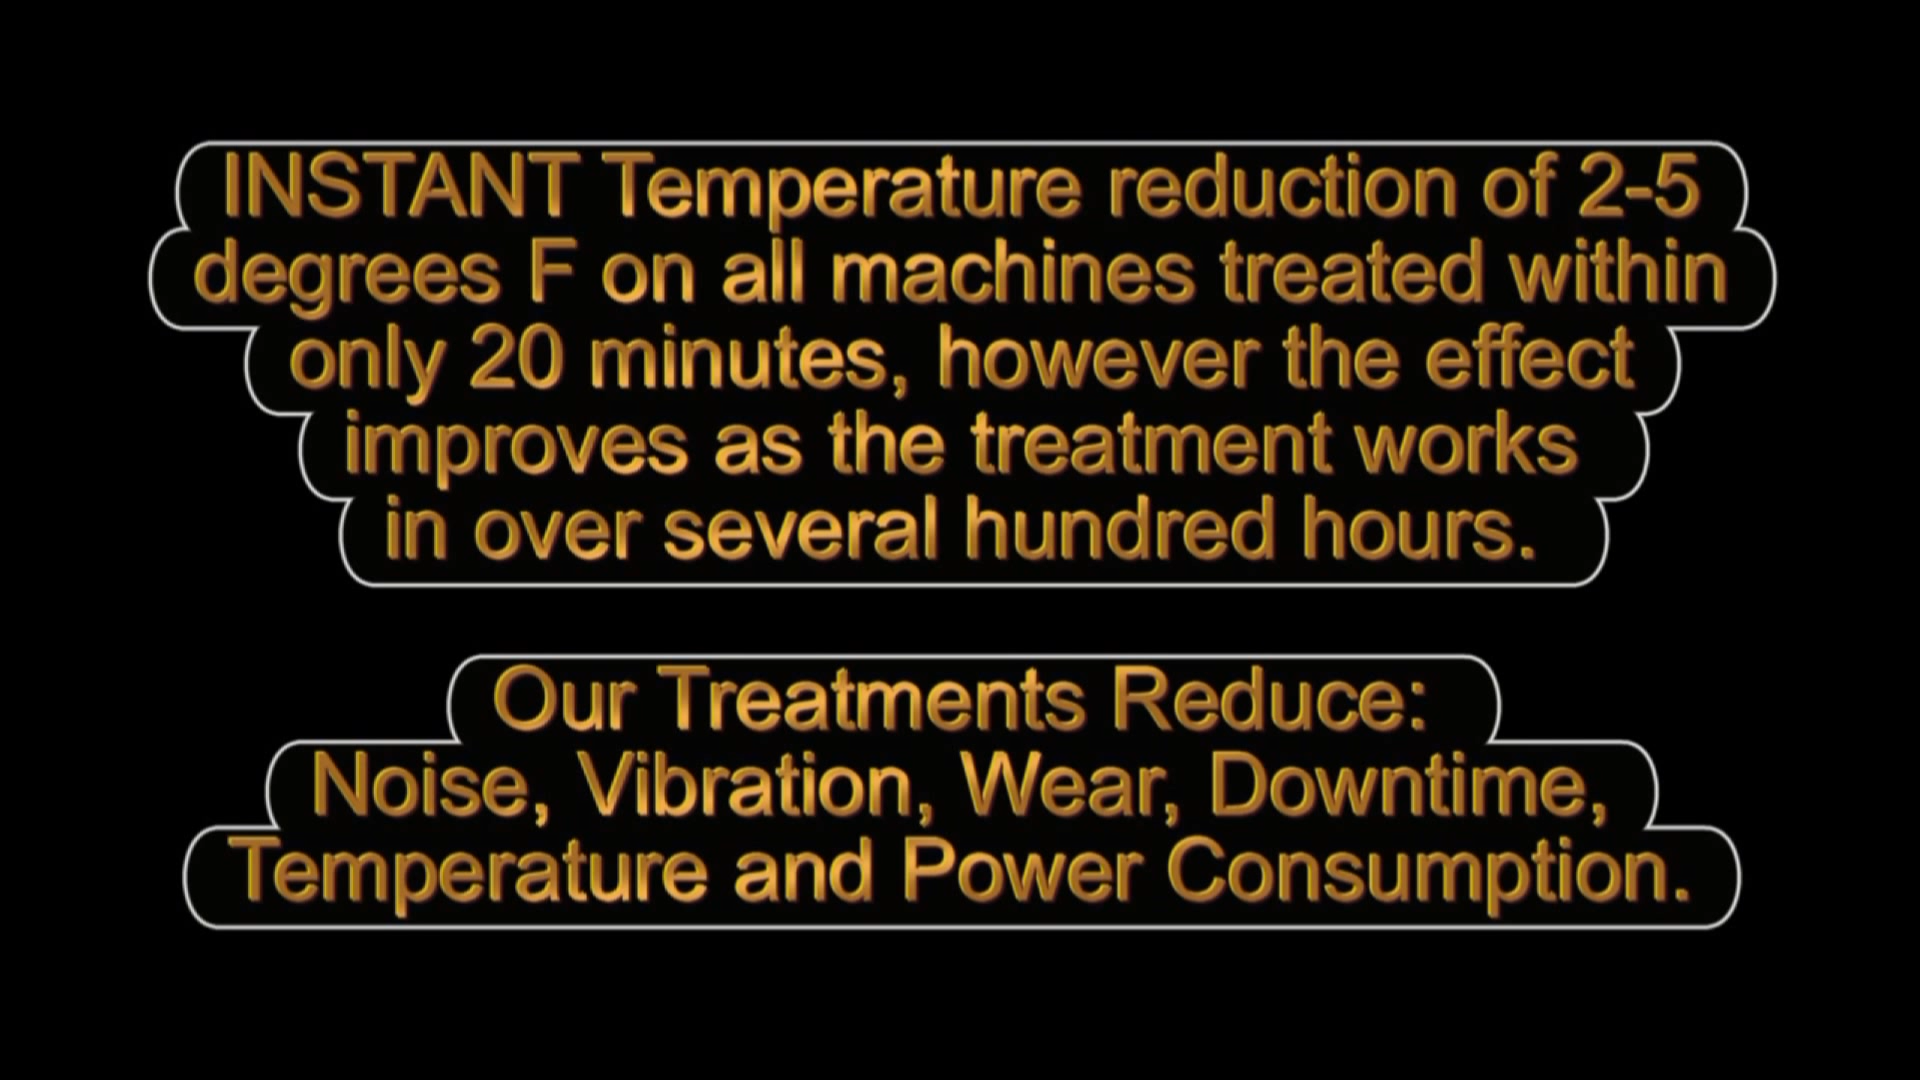 INSTANT Temperature reduction of 2-5
degrees F on all machines treated within
only 20 minutes, however the effect
improves as the treatment works
in over several hundred hours.
Our Treatments Reduce:
Noise, Vibration, Wear, Downtime,
Temperature and Power Consumption.